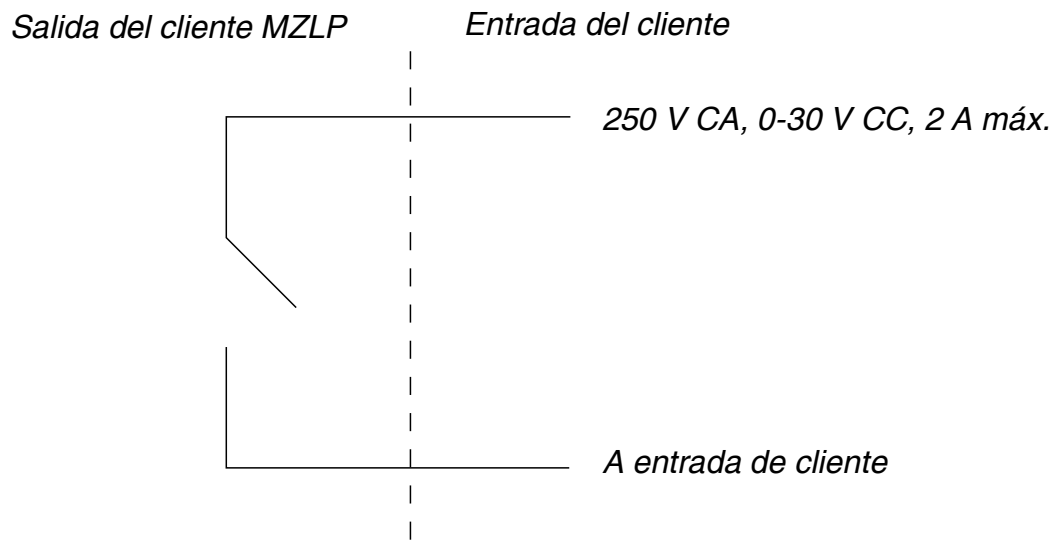 Salida del cliente MZLP
Entrada del cliente
250 V CA, 0-30 V CC, 2 A máx.
A entrada de cliente